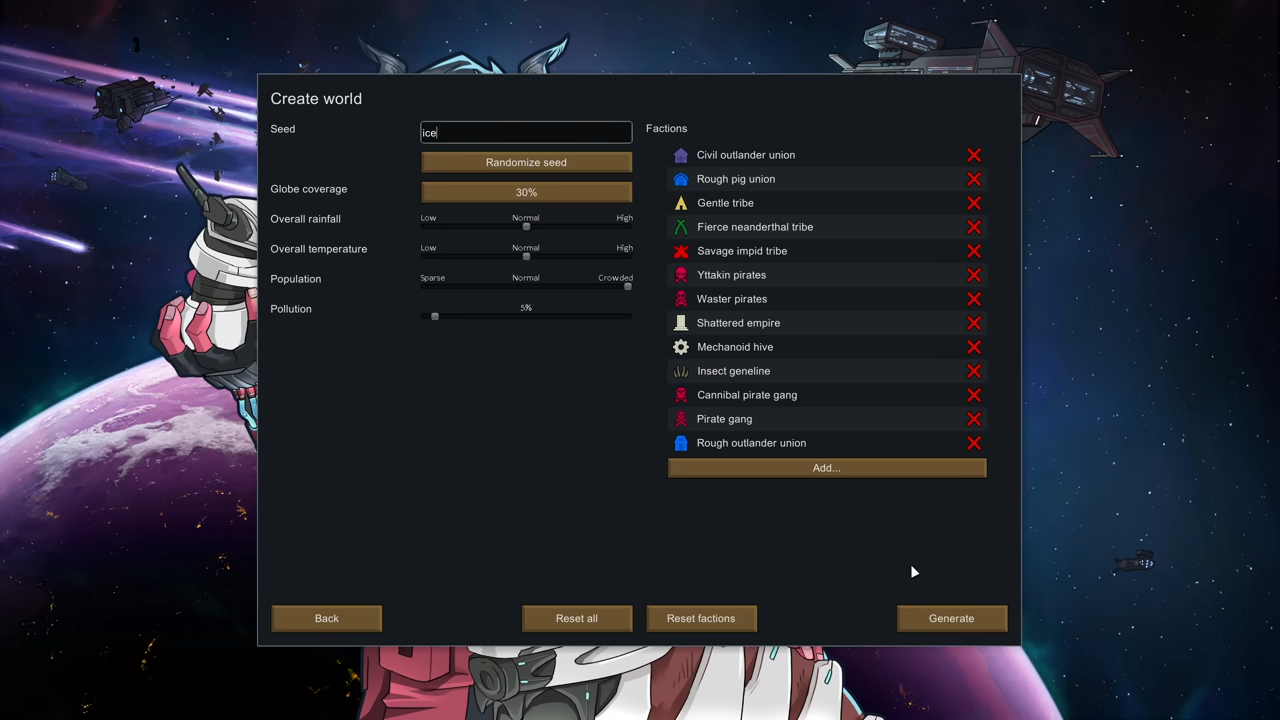 Create world
Seed
ice
Randomize seed
Globe coverage
30%
Overall rainfall
Low Normal High
Overall temperature
Low Normal High
Population
Sparse Normal Crowded
Pollution
5%
Factions
Civil outlander union
Rough pig union
Gentle tribe
Fierce neanderthal tribe
Savage impid tribe
Yttakin pirates
Waster pirates
Shattered empire
Mechanoid hive
Insect geneline
Cannibal pirate gang
Pirate gang
Rough outlander union
Add...
Back
Reset all
Reset factions
Generate